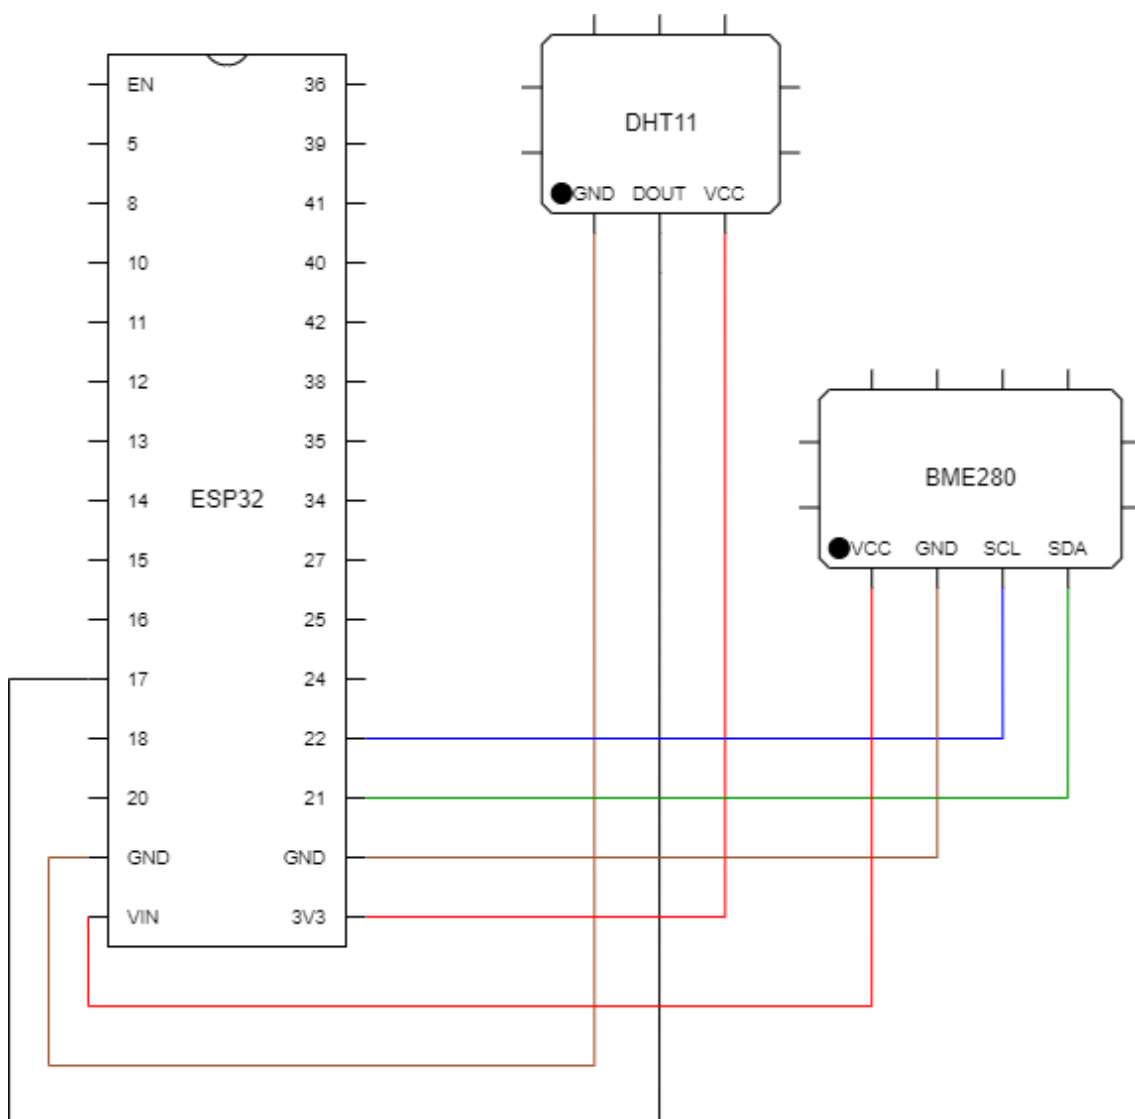 EN 36
5 39
8 41
10 40
11 42
12 38
13 35
14 34
ESP32
15 27
16 25
17 24
18 22
20 21
GND GND
VIN 3V3
DHT11
GND DOUT VCC
BME280
VCC GND SCL SDA